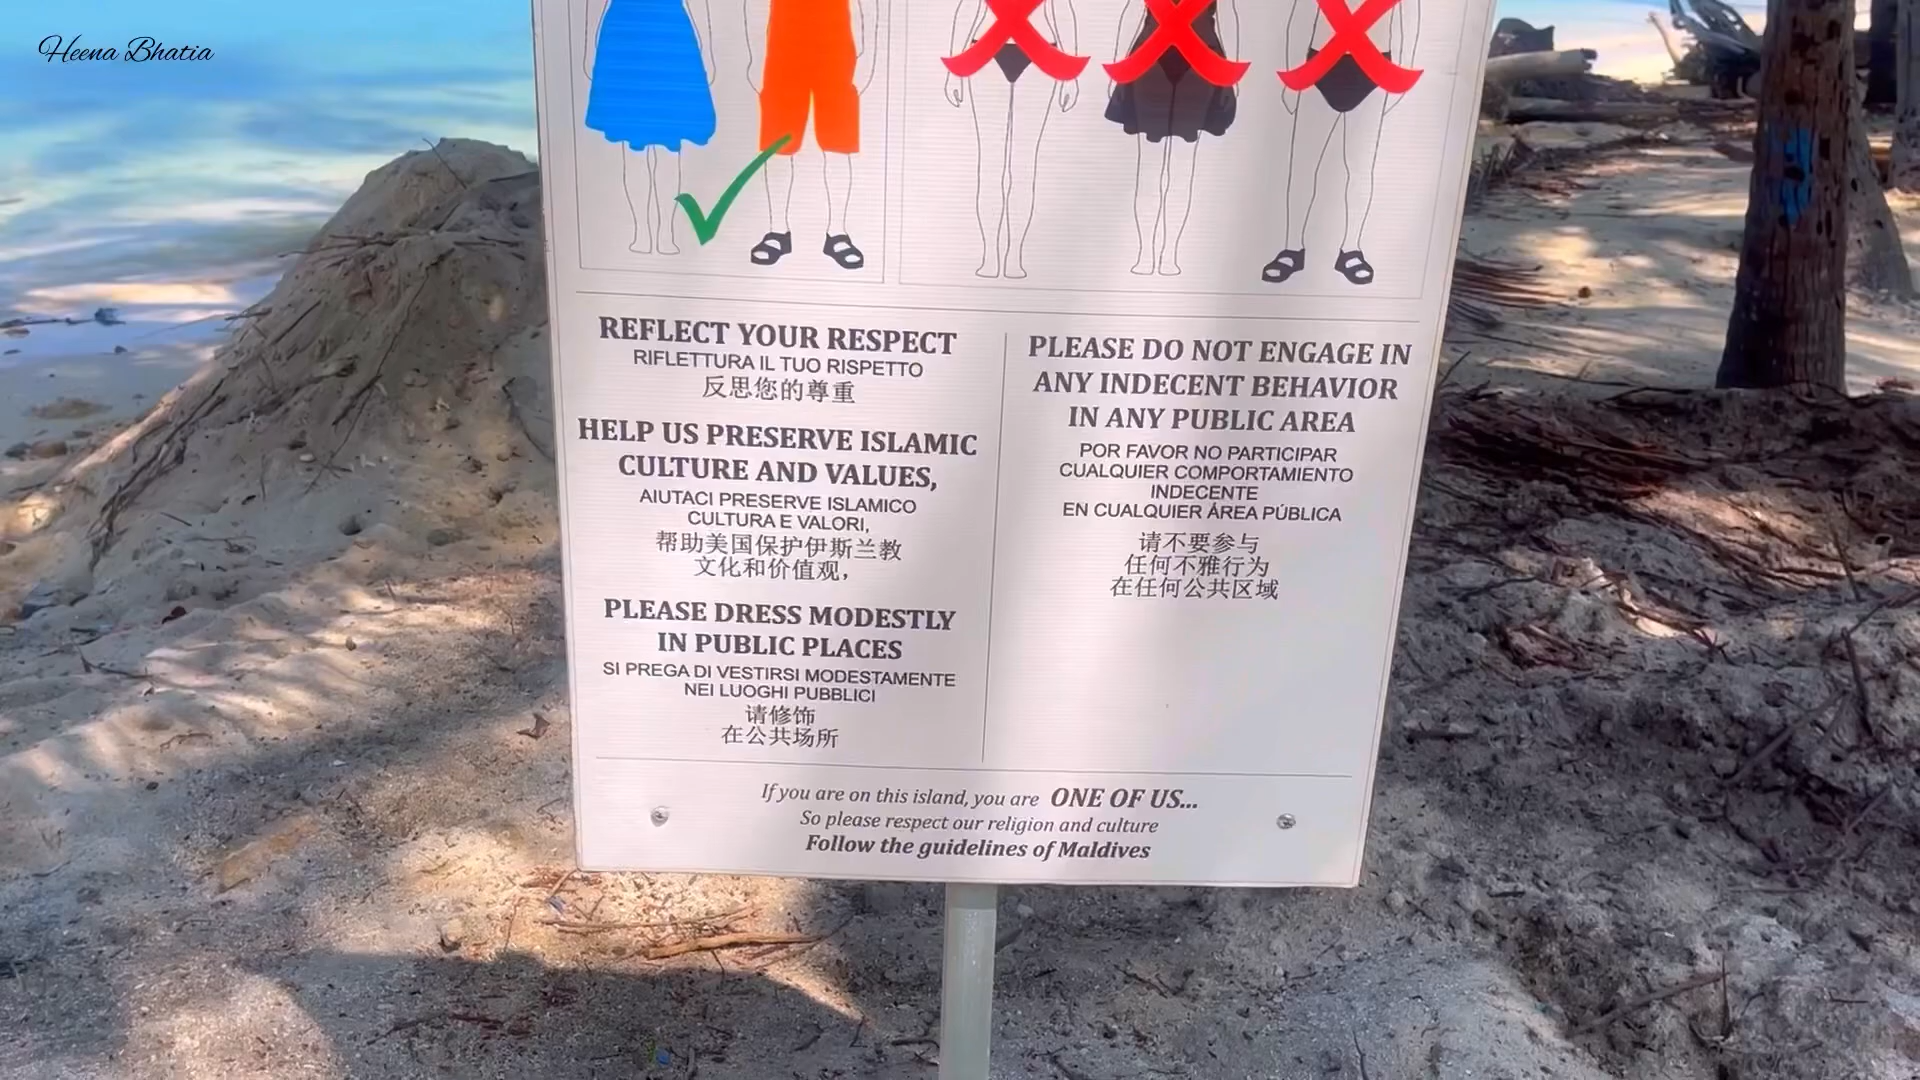 Heena Bhatia
REFLECT YOUR RESPECT
RIFLETTURA IL TUO RISPETTO
反思您的尊重
HELP US PRESERVE ISLAMIC
CULTURE AND VALUES,
AIUTACI PRESERVE ISLAMICO
CULTURA E VALORI,
帮助美国保护伊斯兰教
文化和价值观，
PLEASE DRESS MODESTLY
IN PUBLIC PLACES
SI PREGA DI VESTIRSI MODESTAMENTE
NEI LUOGHI PUBBLICI
请修饰
在公共场所
PLEASE DO NOT ENGAGE IN
ANY INDECENT BEHAVIOR
IN ANY PUBLIC AREA
POR FAVOR NO PARTICIPAR
CUALQUIER COMPORTAMIENTO
INDECENTE
EN CUALQUIER ÁREA PÚBLICA
请不要参与
任何不雅行为
在任何公共区域
If you are on this island, you are ONE OF US...
So please respect our religion and culture
Follow the guidelines of Maldives